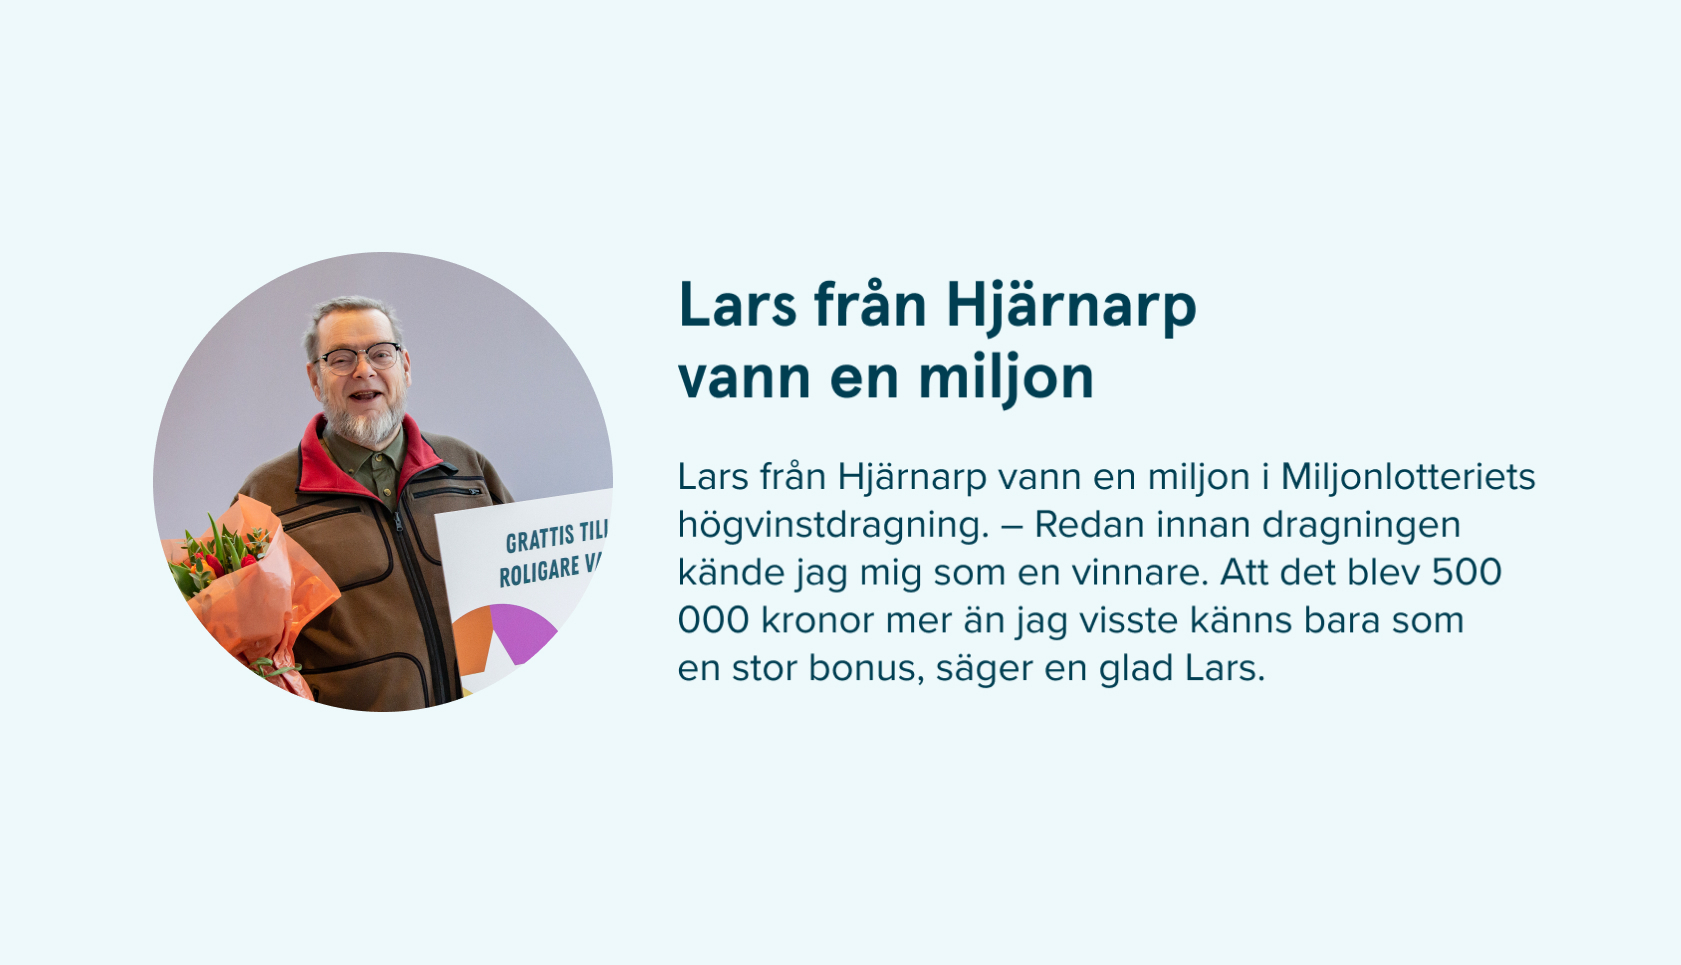 Lars från Hjärnarp
vann en miljon
Lars från Hjärnarp vann en miljon i Miljonlotteriets
högvinstdragning. – Redan innan dragningen
kände jag mig som en vinnare. Att det blev 500
000 kronor mer än jag visste känns bara som
en stor bonus, säger en glad Lars.
GRATTIS TILL
ROLIGARE